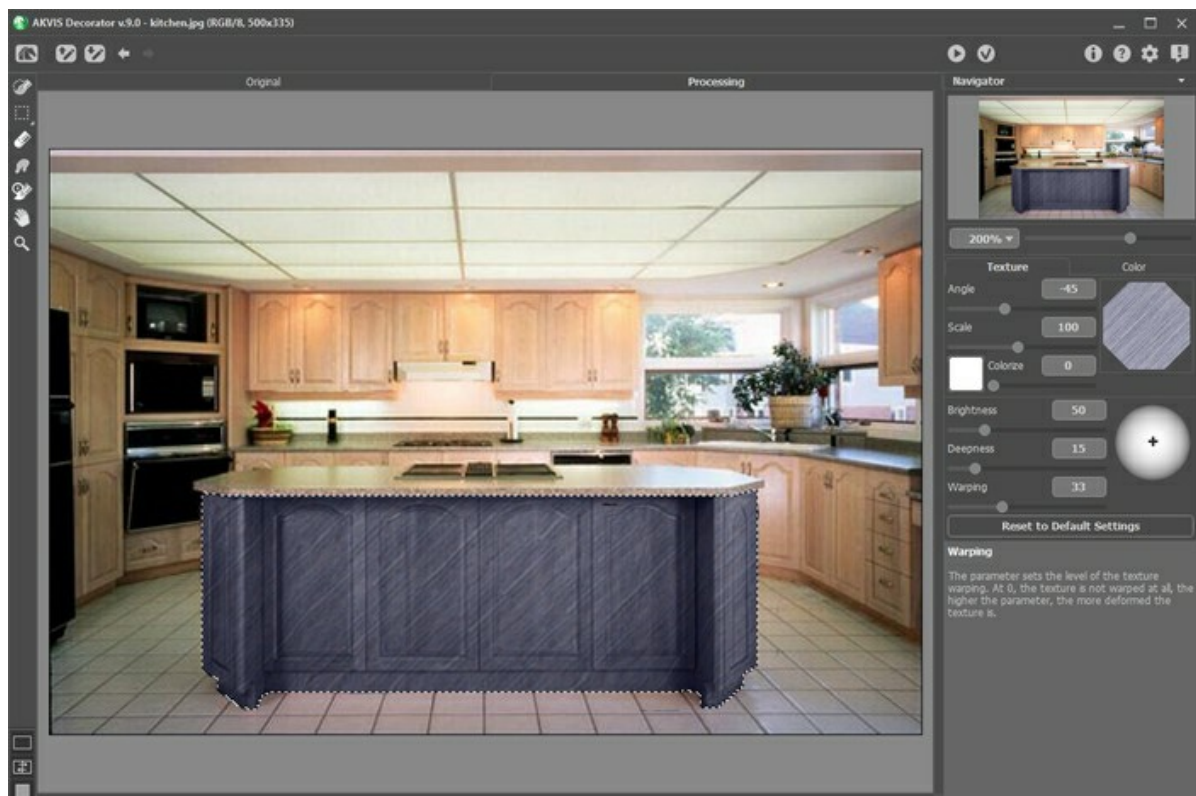 AKVIS Decorator v.9.0 - kitchen.jpg (RGB/8, 500x335)
Original
Processing
Navigator
200%
Texture
Color
Angle
-45
Scale
100
Colorize
0
Brightness
50
Deepness
15
Warping
33
Reset to Default Settings
Warping
The parameter sets the level of the texture
warping. At 0, the texture is not warped at all, the
higher the parameter, the more deformed the
texture is.